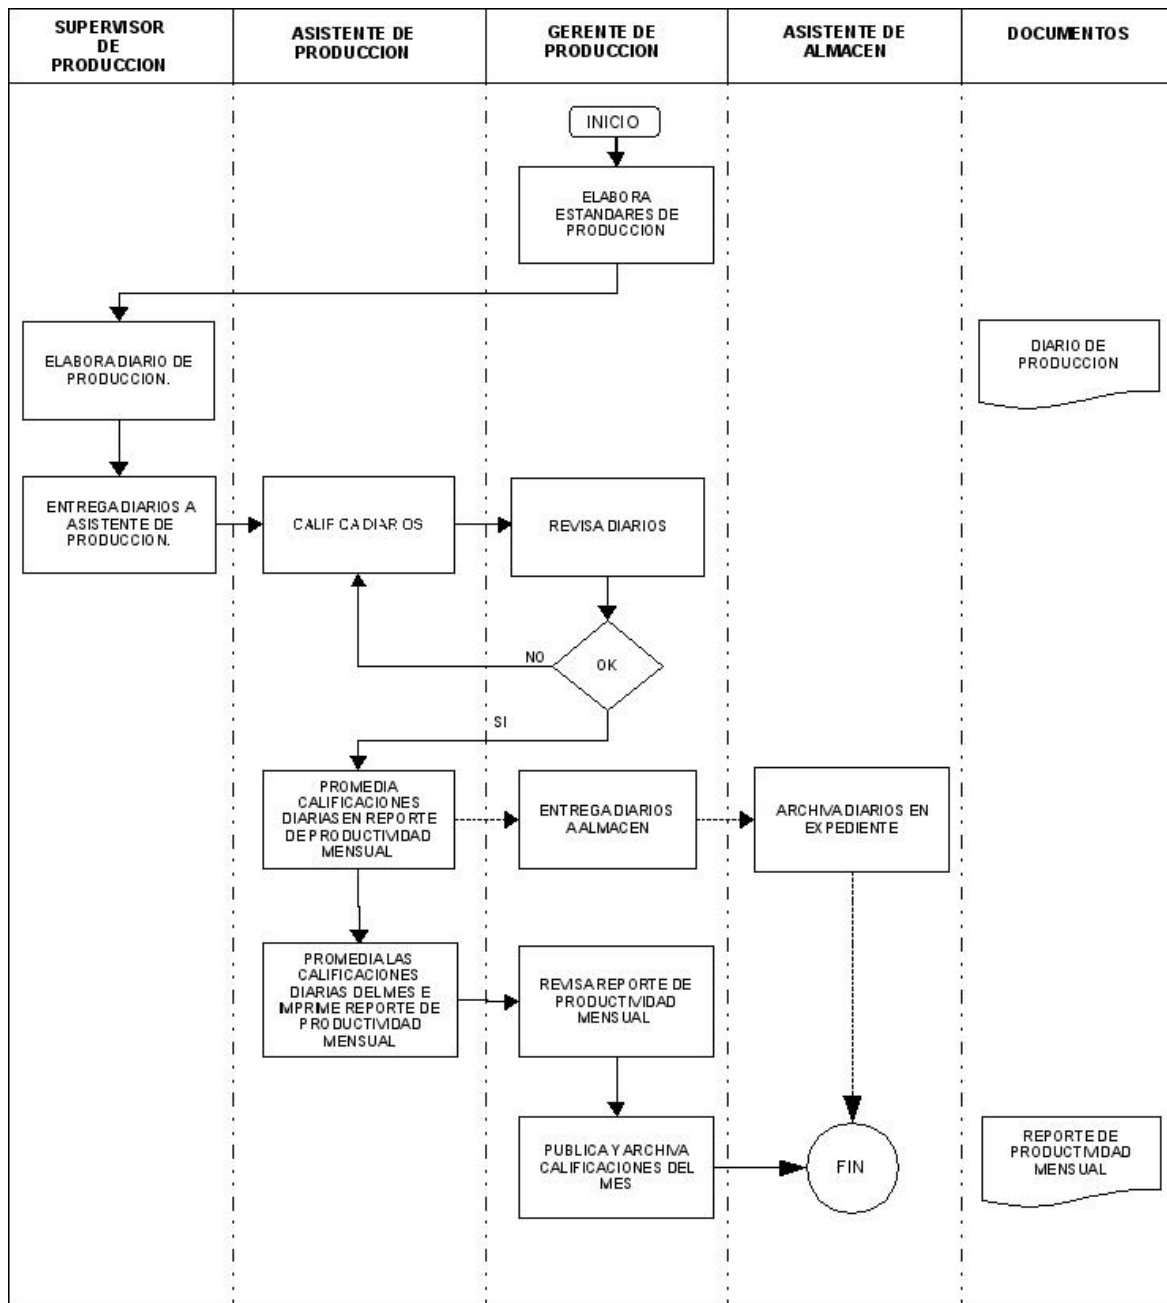 SUPERVISOR
DE
PRODUCCION
ASISTENTE DE
PRODUCCION
GERENTE DE
PRODUCCION
ASISTENTE DE
ALMACEN
DOCUMENTOS
INICIO
ELABORA
ESTANDARES DE
PRODUCCION
ELABORA DIARIO DE
PRODUCCION.
DIARIO DE
PRODUCCION
ENTREGA DIARIOS A
ASISTENTE DE
PRODUCCION.
CALIFICA DIARIOS
REVISA DIARIOS
OK
NO
SI
PROMEDIA
CALIFICACIONES
DIARIAS EN REPORTE
DE PRODUCTIVIDAD
MENSUAL
ENTREGA DIARIOS
A ALMACEN
ARCHIVA DIARIOS EN
EXPEDIENTE
PROMEDIA LAS
CALIFICACIONES
DIARIAS DEL MES E
IMPRIME REPORTE DE
PRODUCTIVIDAD
MENSUAL
REVISA REPORTE DE
PRODUCTIVIDAD
MENSUAL
PUBLICA Y ARCHIVA
CALIFICACIONES DEL
MES
FIN
REPORTE DE
PRODUCTIVIDAD
MENSUAL